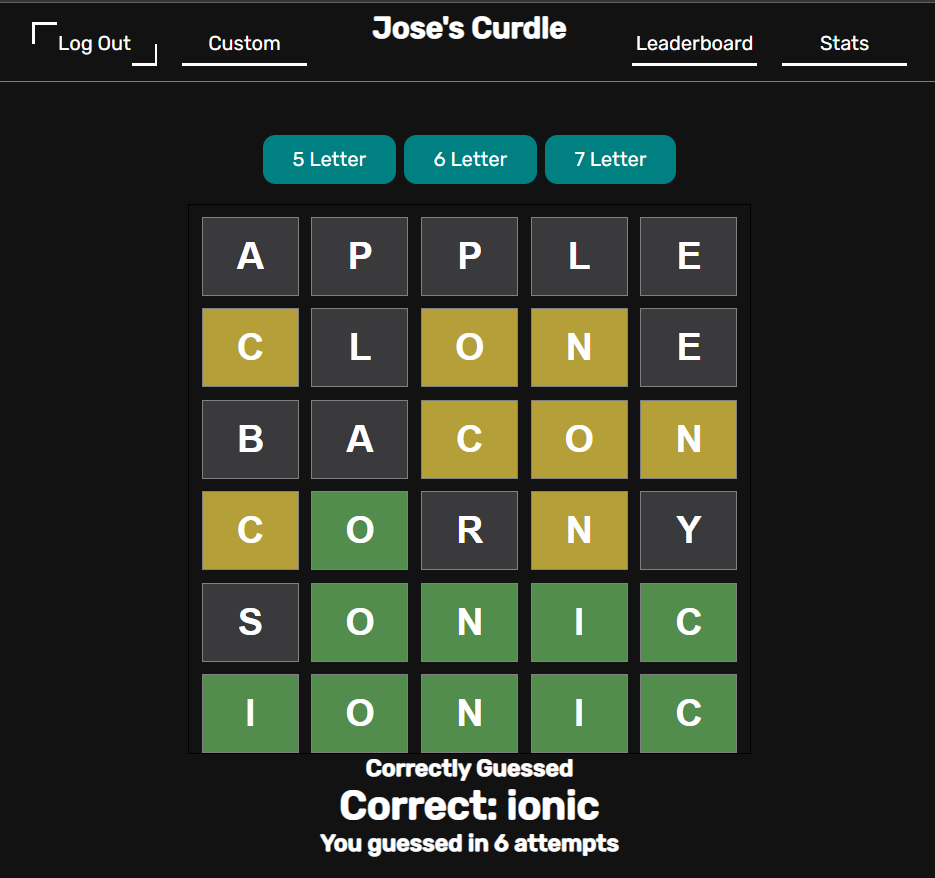 Jose's Curdle
Log Out Custom Leaderboard Stats
5 Letter 6 Letter 7 Letter
A P P L E
C L O N E
B A C O N
C O R N Y
S O N I C
I O N I C
Correctly Guessed
Correct: ionic
You guessed in 6 attempts